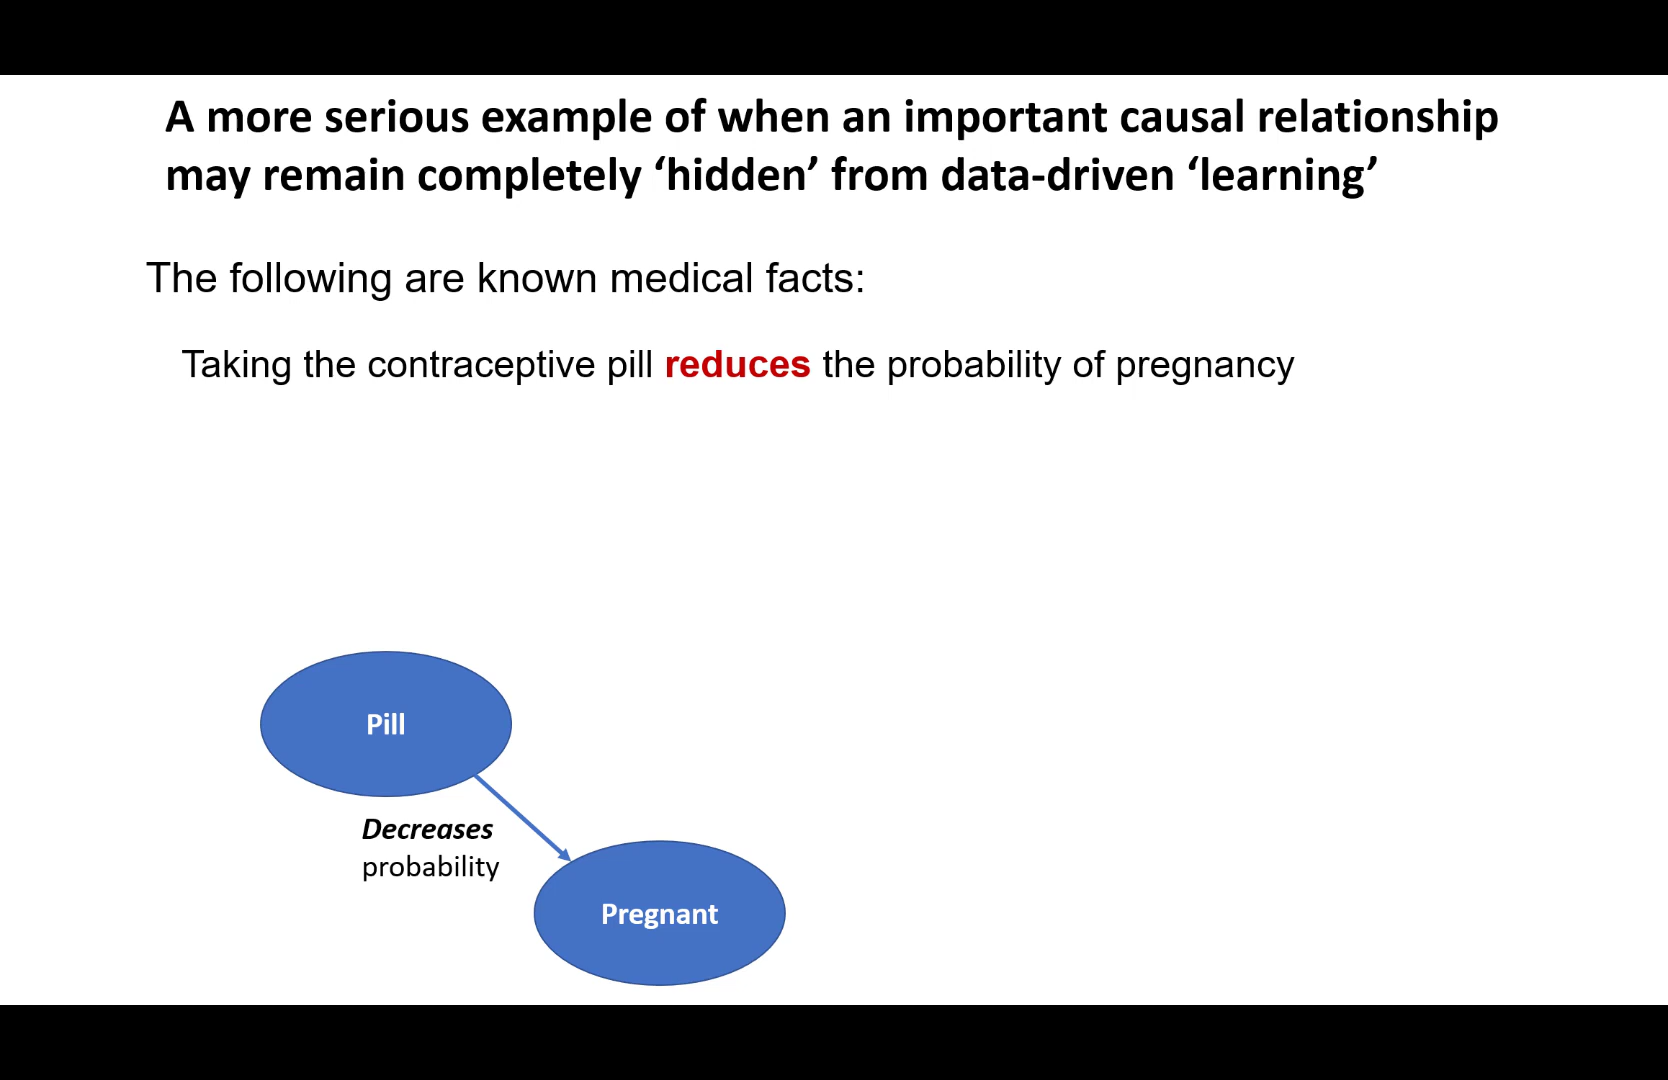 A more serious example of when an important causal relationship
may remain completely ‘hidden’ from data-driven ‘learning’
The following are known medical facts:
Taking the contraceptive pill reduces the probability of pregnancy
Pill
Decreases
probability
Pregnant